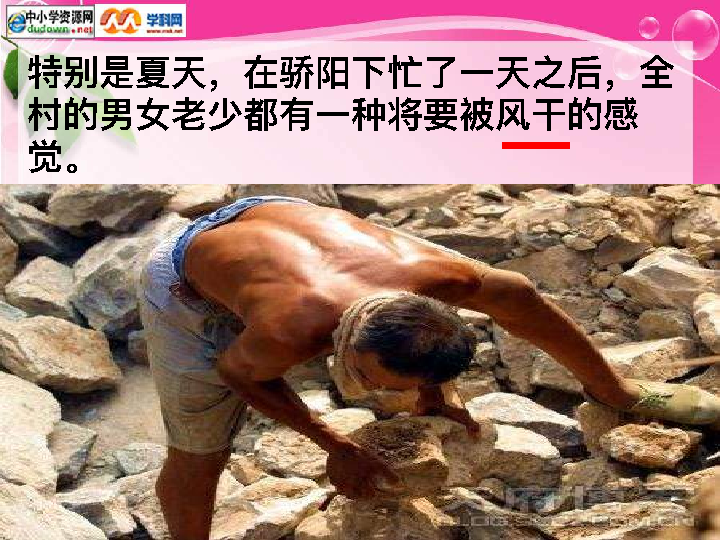 中小学资源网
dudown.net
学科网
特别是夏天，在骄阳下忙了一天之后，全
村的男女老少都有一种将要被风干的感
觉。